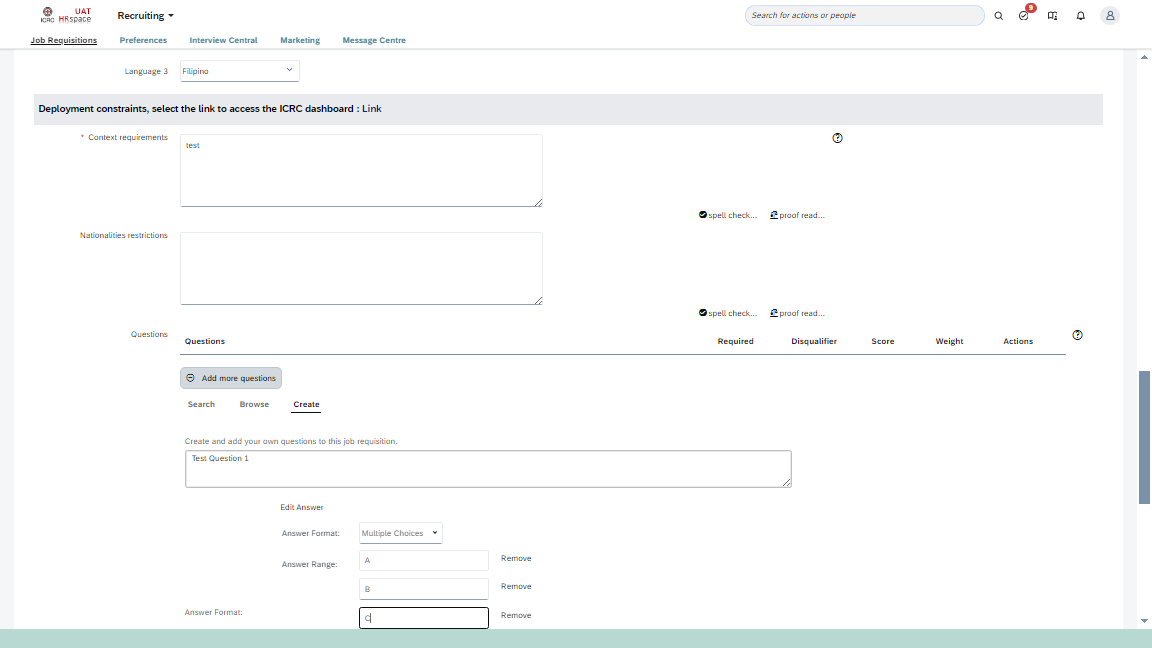 ICRC UAT HRspace
Recruiting
Search for actions or people
9
Job Requisitions Preferences Interview Central Marketing Message Centre
Language 3 Filipino
Deployment constraints, select the link to access the ICRC dashboard : Link
* Context requirements test
spell check... proof read...
Nationalities restrictions
spell check... proof read...
Questions
Questions Required Disqualifier Score Weight Actions
Add more questions
Search Browse Create
Create and add your own questions to this job requisition.
Test Question 1
Edit Answer
Answer Format: Multiple Choices
Answer Range: A Remove
B Remove
Answer Format: C Remove